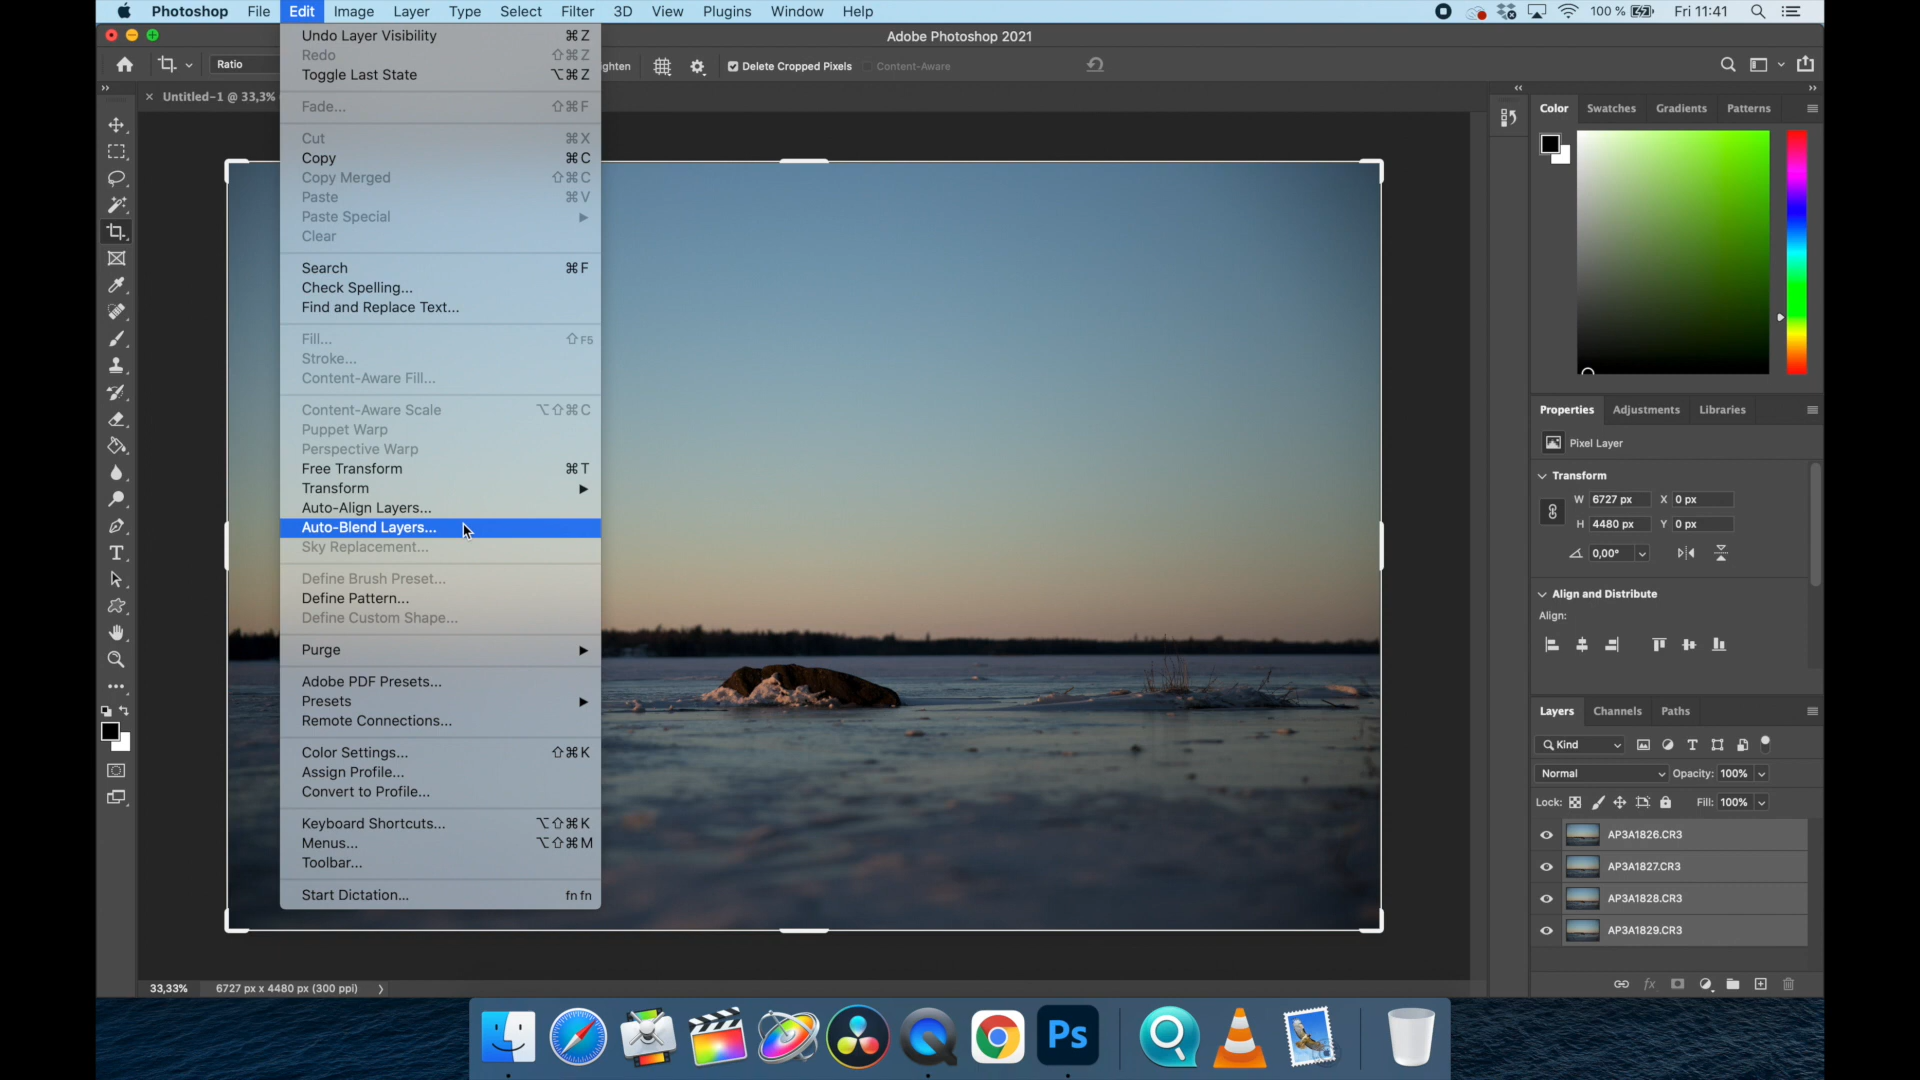 Photoshop File Edit Image Layer Type Select Filter 3D View Plugins Window Help 100 % Fri 11:41
Adobe Photoshop 2021
Ratio ghten Delete Cropped Pixels Content-Aware
Untitled-1 @ 33,3%
Undo Layer Visibility ⌘Z
Redo ⇧⌘Z
Toggle Last State ⌥⌘Z
Fade... ⇧⌘F
Cut ⌘X
Copy ⌘C
Copy Merged ⇧⌘C
Paste ⌘V
Paste Special
Clear
Search ⌘F
Check Spelling...
Find and Replace Text...
Fill... ⇧F5
Stroke...
Content-Aware Fill...
Content-Aware Scale ⌥⇧⌘C
Puppet Warp
Perspective Warp
Free Transform ⌘T
Transform
Auto-Align Layers...
Auto-Blend Layers...
Sky Replacement...
Define Brush Preset...
Define Pattern...
Define Custom Shape...
Purge
Adobe PDF Presets...
Presets
Remote Connections...
Color Settings... ⇧⌘K
Assign Profile...
Convert to Profile...
Keyboard Shortcuts... ⌥⇧⌘K
Menus... ⌥⇧⌘M
Toolbar...
Start Dictation... fn fn
Color Swatches Gradients Patterns
Properties Adjustments Libraries
Pixel Layer
Transform
W 6727 px X 0 px
H 4480 px Y 0 px
0,00°
Align and Distribute
Align:
Layers Channels Paths
Kind
Normal Opacity: 100%
Lock: Fill: 100%
AP3A1826.CR3
AP3A1827.CR3
AP3A1828.CR3
AP3A1829.CR3
fx
33,33% 6727 px x 4480 px (300 ppi)
Ps